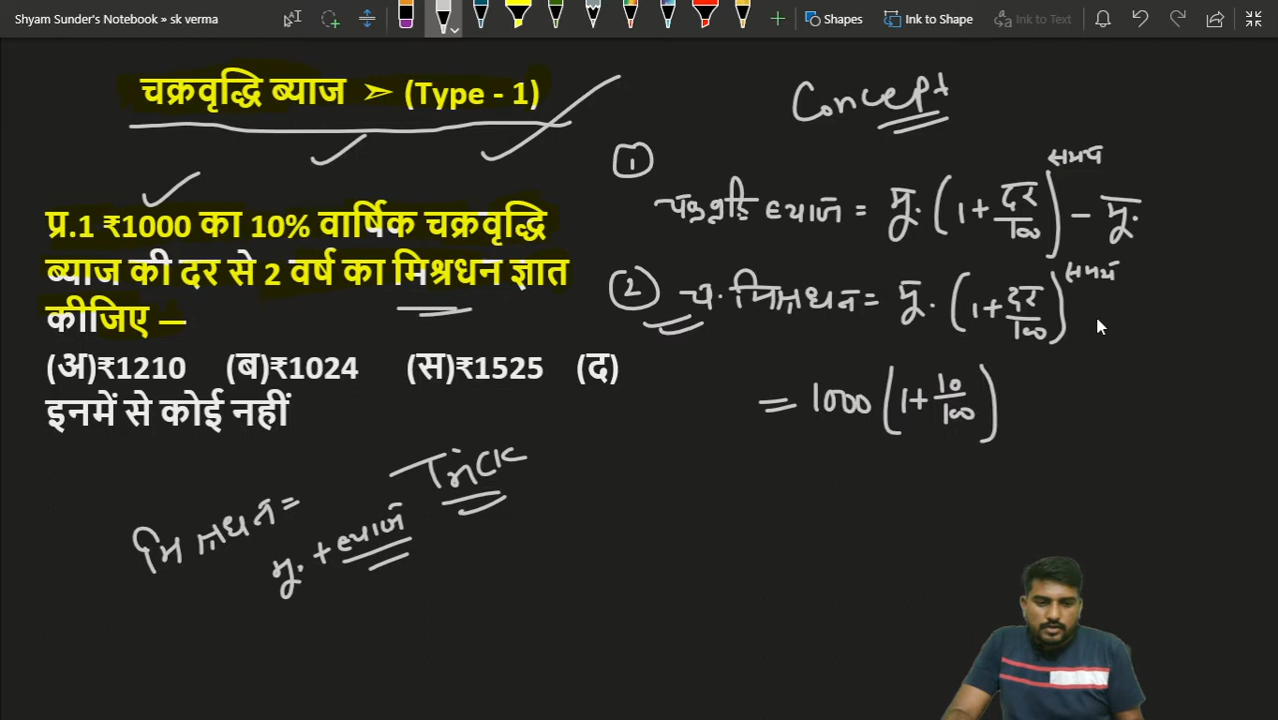 Shyam Sunder's Notebook » sk verma
Shapes
Ink to Shape
Ink to Text
चक्रवृद्धि ब्याज ➣ (Type - 1)
प्र.1 ₹1000 का 10% वार्षिक चक्रवृद्धि
ब्याज की दर से 2 वर्ष का मिश्रधन ज्ञात
कीजिए —
(अ)₹1210 (ब)₹1024 (स)₹1525 (द)
इनमें से कोई नहीं
Trick
मिश्रधन =
मू. + ब्याज
Concept
1
चक्रवृद्धि ब्याज = मू. (1 + दर/100)^समय - मू.
2 च. मिश्रधन = मू. (1 + दर/100)^समय
= 1000 (1 + 10/100)